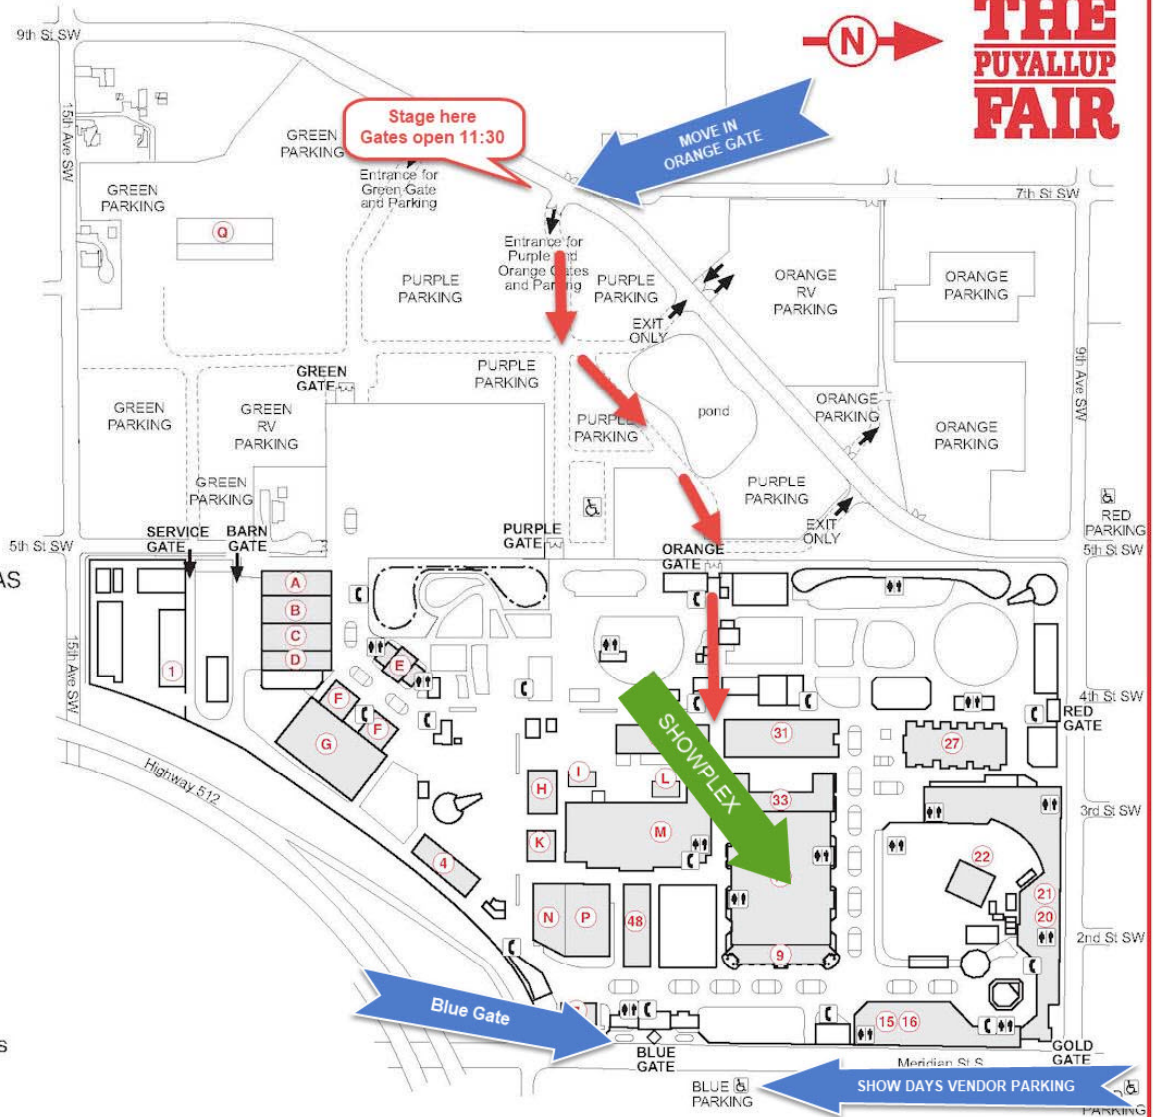 THE
PUYALLUP
FAIR
N
9th St SW
15th Ave SW
Stage here
Gates open 11:30
MOVE IN
ORANGE GATE
GREEN
PARKING
Entrance for
Green Gate
and Parking
7th St SW
GREEN
PARKING
Q
Entrance for
Purple and
Orange Gates
and Parking
PURPLE
PARKING
PURPLE
PARKING
ORANGE
RV
PARKING
ORANGE
PARKING
EXIT
ONLY
9th Ave SW
GREEN
GATE
PURPLE
PARKING
GREEN
PARKING
GREEN
RV
PARKING
PURPLE
PARKING
pond
ORANGE
PARKING
ORANGE
PARKING
GREEN
PARKING
PURPLE
PARKING
RED
PARKING
SERVICE
GATE
BARN
GATE
PURPLE
GATE
EXIT
ONLY
5th St SW
ORANGE
GATE
5th St SW
AS
A
B
C
D
E
1
15th Ave SW
F
F
G
4th St SW
RED
GATE
SHOWPLEX
31
27
Highway 512
H
I
L
33
3rd St SW
M
K
4
22
21
20
N
P
48
9
2nd St SW
Blue Gate
15
16
BLUE
GATE
Meridian St S
GOLD
GATE
S
BLUE
PARKING
SHOW DAYS VENDOR PARKING
PARKING